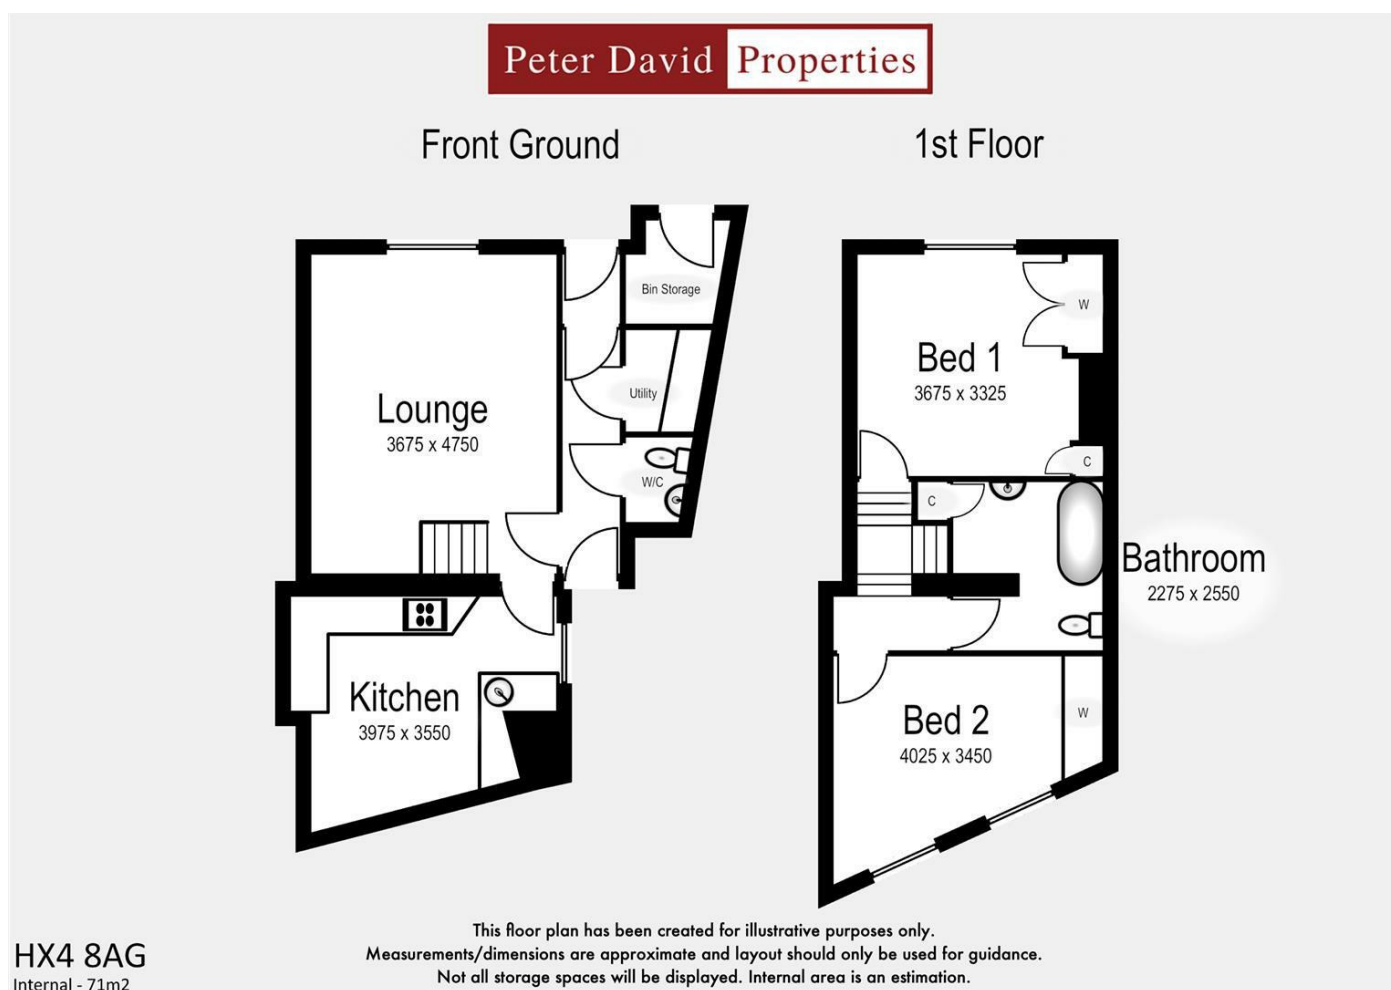 Peter David Properties
Front Ground
1st Floor
Bin Storage
W
Bed 1
3675 x 3325
Lounge
3675 x 4750
Utility
C
W/C
C
Bathroom
2275 x 2550
Kitchen
3975 x 3550
Bed 2
4025 x 3450
W
This floor plan has been created for illustrative purposes only.
Measurements/dimensions are approximate and layout should only be used for guidance.
Not all storage spaces will be displayed. Internal area is an estimation.
HX4 8AG
Internal - 71m2